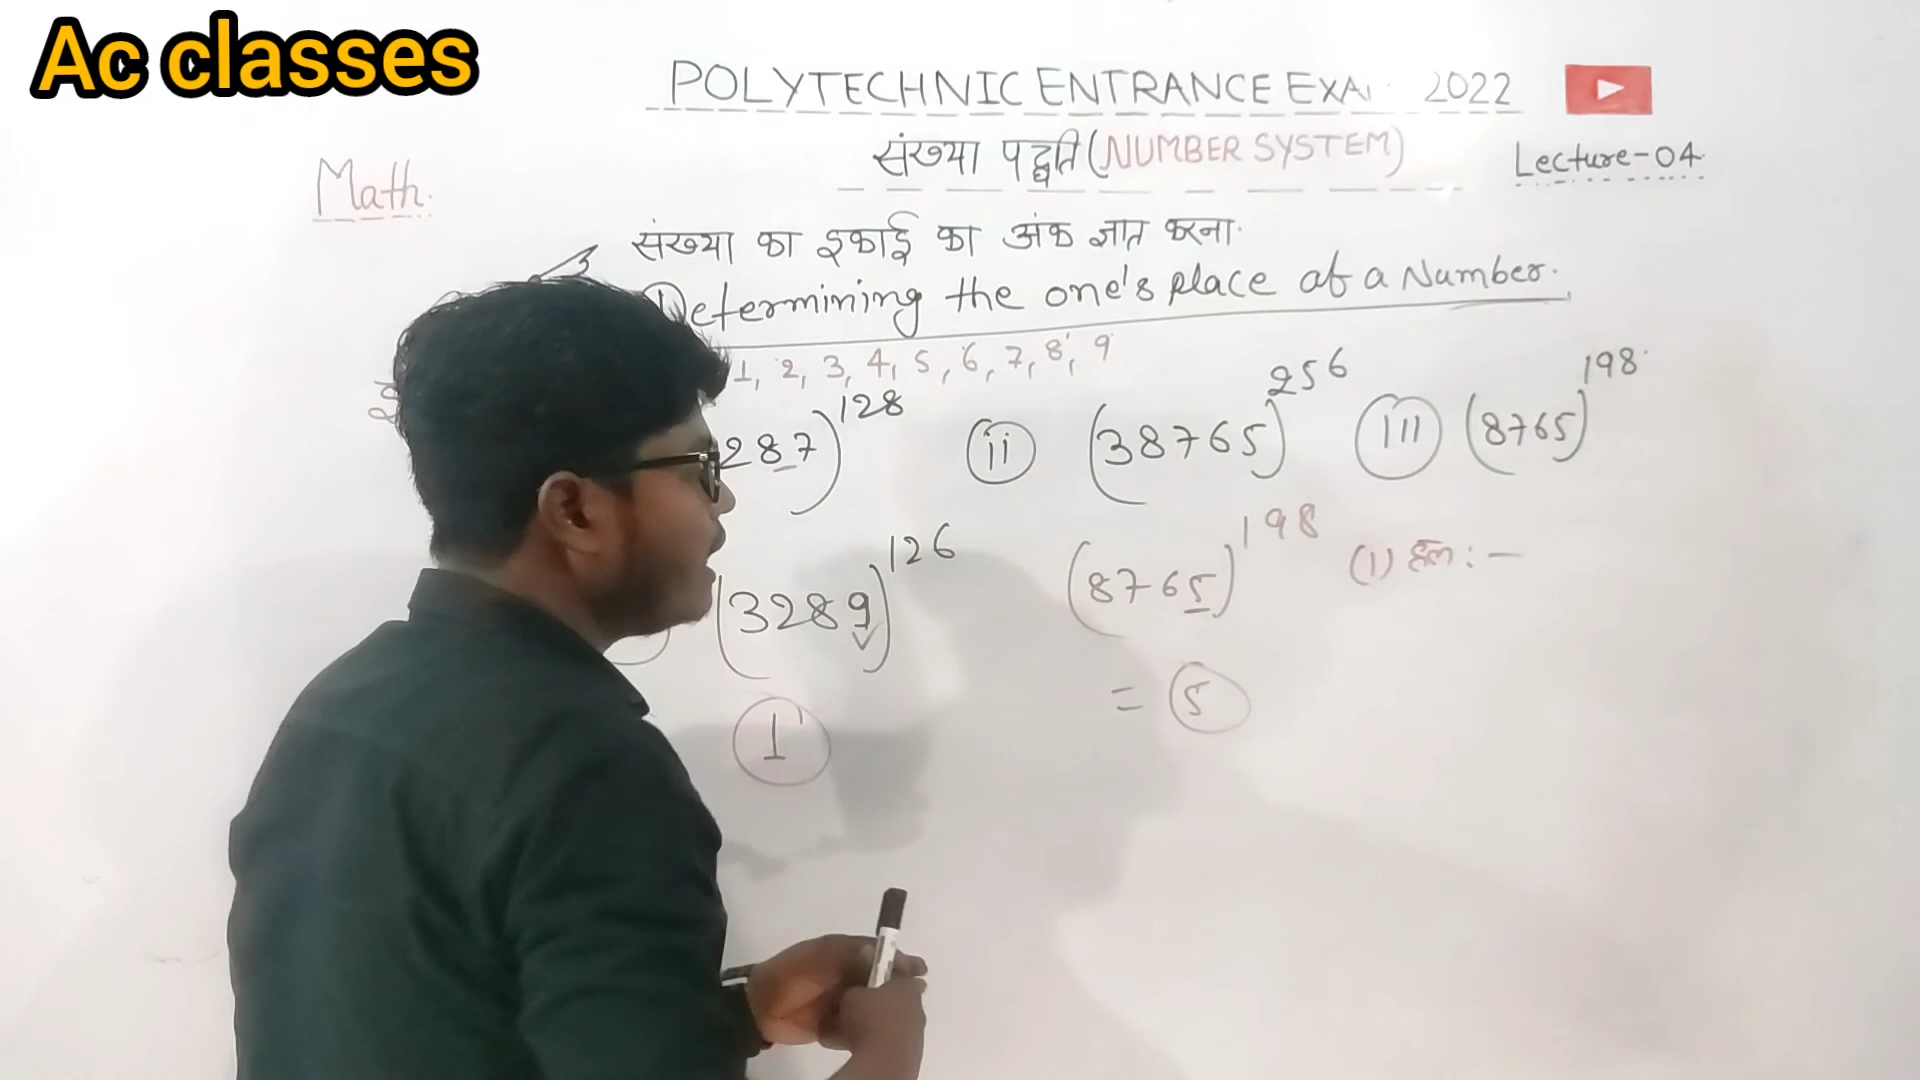 Ac classes
POLYTECHNIC ENTRANCE EXA 2022
संख्या पद्धति (NUMBER SYSTEM)
Lecture-04
Math.
संख्या का इकाई का अंक ज्ञात करना.
Determining the one's place of a Number.
1, 2, 3, 4, 5, 6, 7, 8, 9
287)^128 (ii) (38765)^256 (iii) (8765)^198
(3289)^126 (8765)^198 (1) हल : —
1 = 5